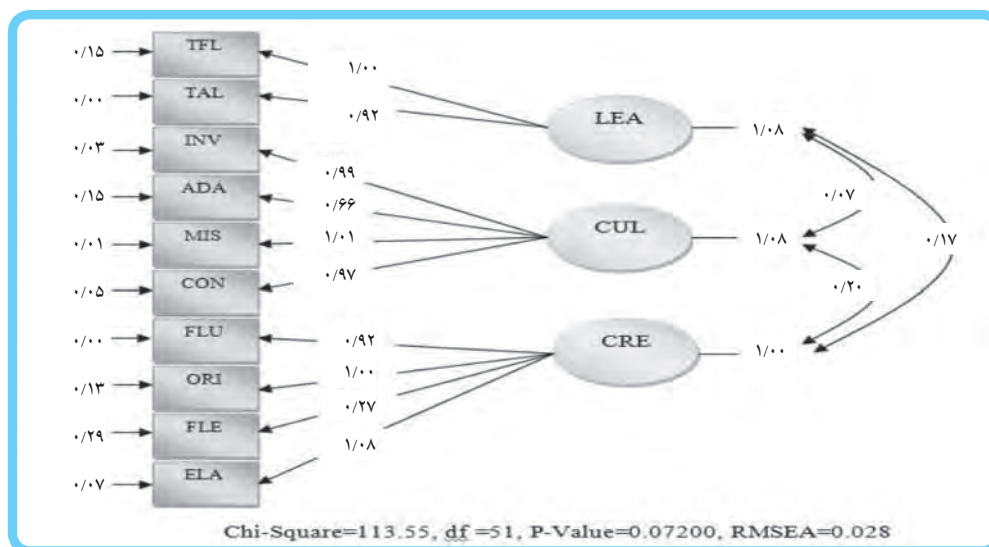 ۰/۱۵ TFL ۱/۰۰
۰/۰۰ TAL ۰/۹۲ LEA ۱/۰۸
۰/۰۳ INV
۰/۹۹
۰/۱۵ ADA ۰/۶۶ ۰/۰۷
۰/۰۱ MIS ۱/۰۱ CUL ۱/۰۸ ۰/۱۷
۰/۰۵ CON ۰/۹۷ ۰/۲۰
۰/۰۰ FLU ۰/۹۲ CRE ۱/۰۰
۰/۱۳ ORI ۱/۰۰
۰/۲۹ FLE ۰/۲۷
۰/۰۷ ELA ۱/۰۸
Chi-Square=113.55, df =51, P-Value=0.07200, RMSEA=0.028